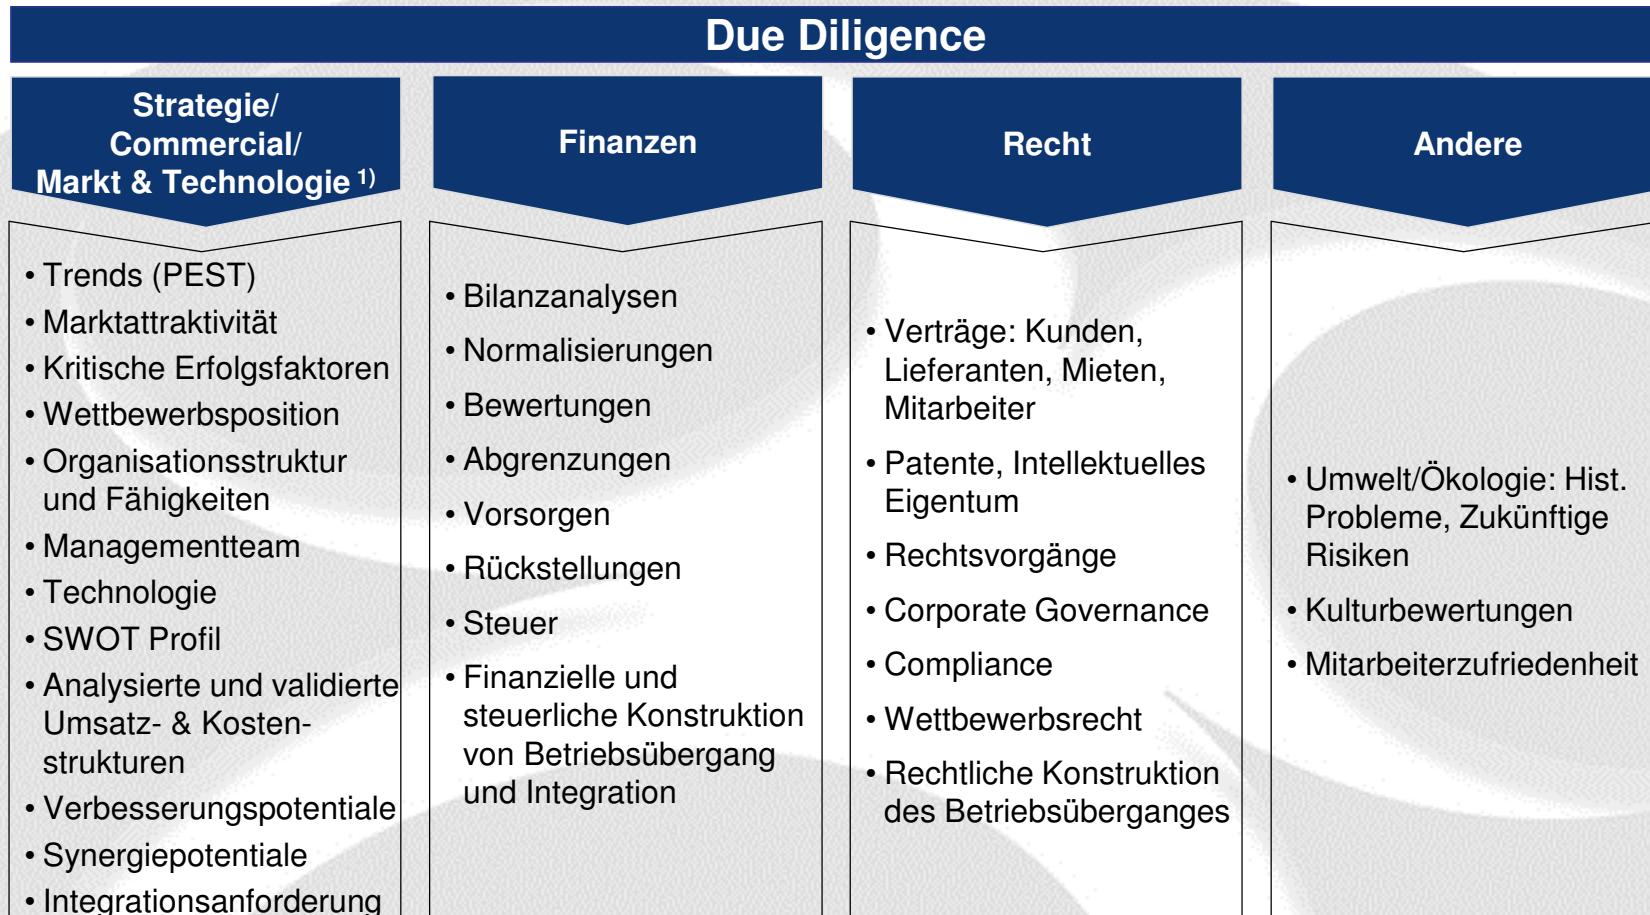 Due Diligence
Strategie/
Commercial/
Markt & Technologie 1)
• Trends (PEST)
• Marktattraktivität
• Kritische Erfolgsfaktoren
• Wettbewerbsposition
• Organisationsstruktur
und Fähigkeiten
• Managementteam
• Technologie
• SWOT Profil
• Analysierte und validierte
Umsatz- & Kosten-
strukturen
• Verbesserungspotentiale
• Synergiepotentiale
• Integrationsanforderung
Finanzen
• Bilanzanalysen
• Normalisierungen
• Bewertungen
• Abgrenzungen
• Vorsorgen
• Rückstellungen
• Steuer
• Finanzielle und
steuerliche Konstruktion
von Betriebsübergang
und Integration
Recht
• Verträge: Kunden,
Lieferanten, Mieten,
Mitarbeiter
• Patente, Intellektuelles
Eigentum
• Rechtsvorgänge
• Corporate Governance
• Compliance
• Wettbewerbsrecht
• Rechtliche Konstruktion
des Betriebsüberganges
Andere
• Umwelt/Ökologie: Hist.
Probleme, Zukünftige
Risiken
• Kulturbewertungen
• Mitarbeiterzufriedenheit